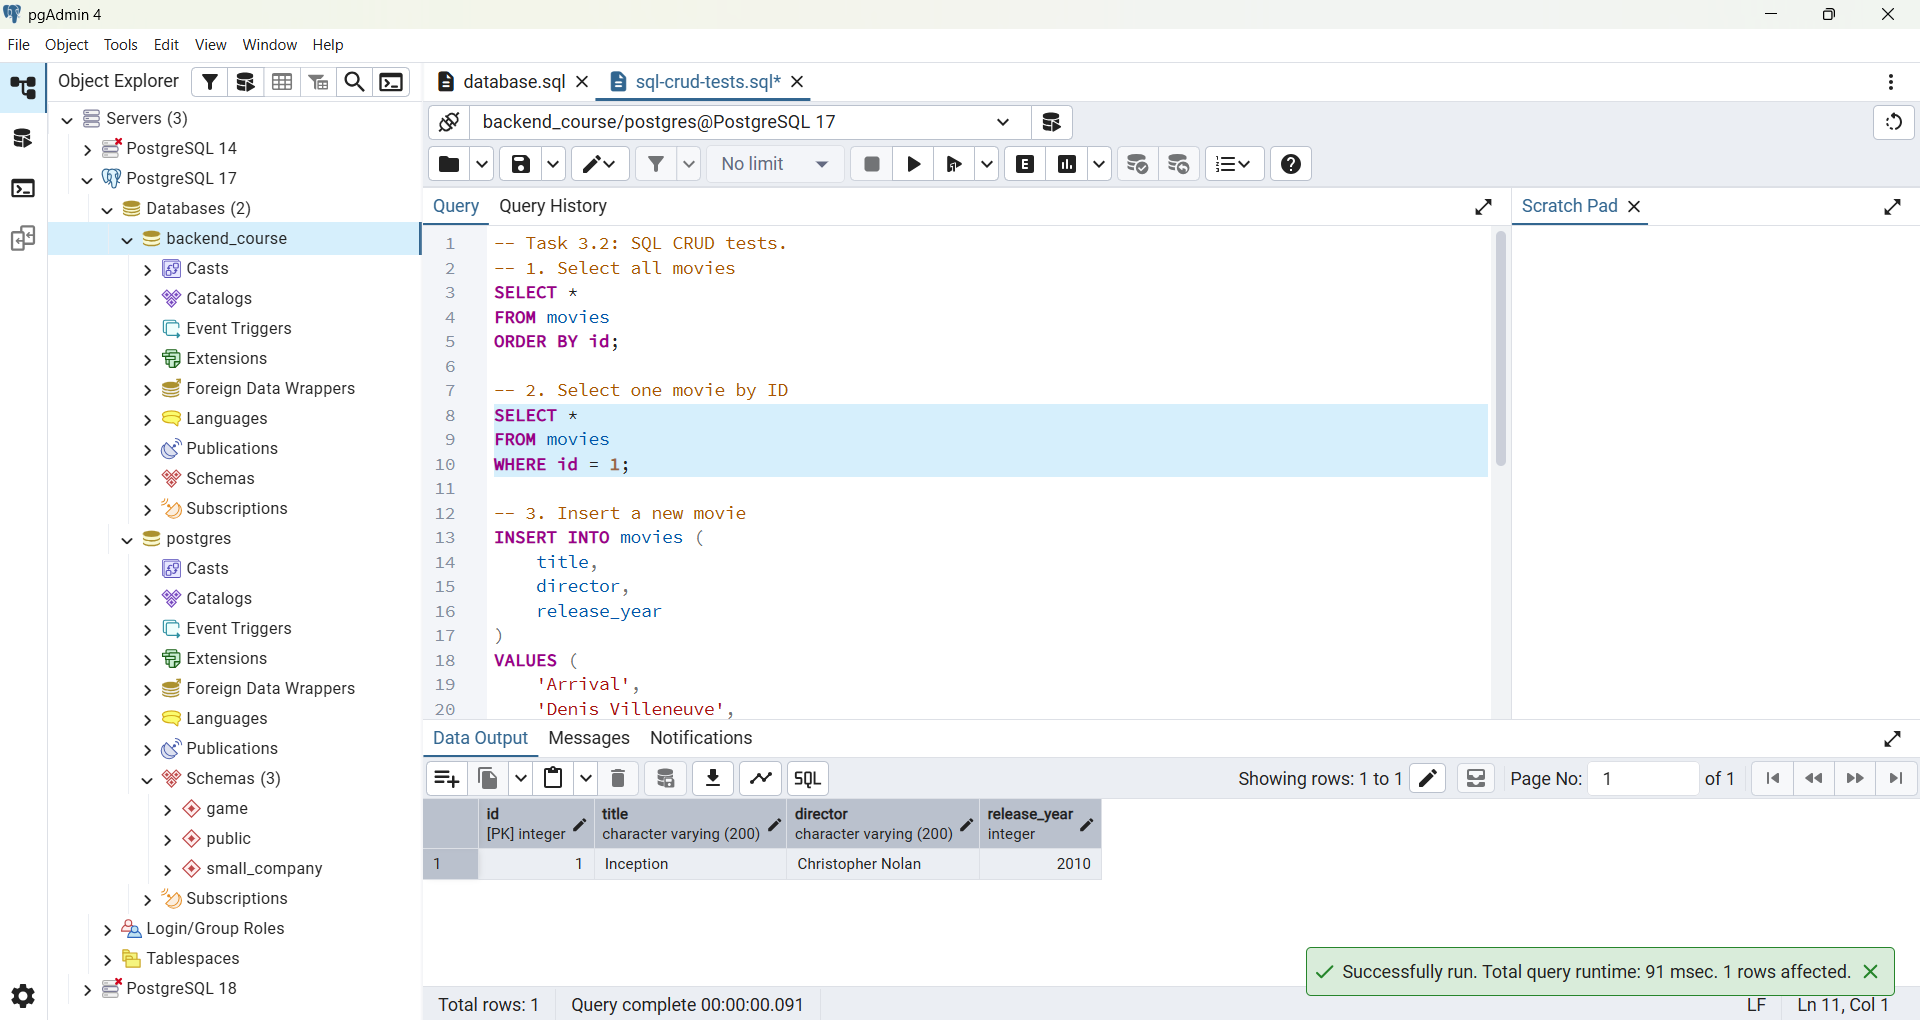 pgAdmin 4
File Object Tools Edit View Window Help
Object Explorer
database.sql
sql-crud-tests.sql*
Servers (3)
PostgreSQL 14
PostgreSQL 17
Databases (2)
backend_course
Casts
Catalogs
Event Triggers
Extensions
Foreign Data Wrappers
Languages
Publications
Schemas
Subscriptions
postgres
Casts
Catalogs
Event Triggers
Extensions
Foreign Data Wrappers
Languages
Publications
Schemas (3)
game
public
small_company
Subscriptions
Login/Group Roles
Tablespaces
PostgreSQL 18
backend_course/postgres@PostgreSQL 17
No limit
E
Query Query History
Scratch Pad
1 -- Task 3.2: SQL CRUD tests.
2 -- 1. Select all movies
3 SELECT *
4 FROM movies
5 ORDER BY id;
6
7 -- 2. Select one movie by ID
8 SELECT *
9 FROM movies
10 WHERE id = 1;
11
12 -- 3. Insert a new movie
13 INSERT INTO movies (
14 title,
15 director,
16 release_year
17 )
18 VALUES (
19 'Arrival',
20 'Denis Villeneuve',
Data Output Messages Notifications
SQL
Showing rows: 1 to 1
Page No: 1 of 1
id title director release_year
[PK] integer character varying (200) character varying (200) integer
1 1 Inception Christopher Nolan 2010
Successfully run. Total query runtime: 91 msec. 1 rows affected.
Total rows: 1 Query complete 00:00:00.091 LF Ln 11, Col 1